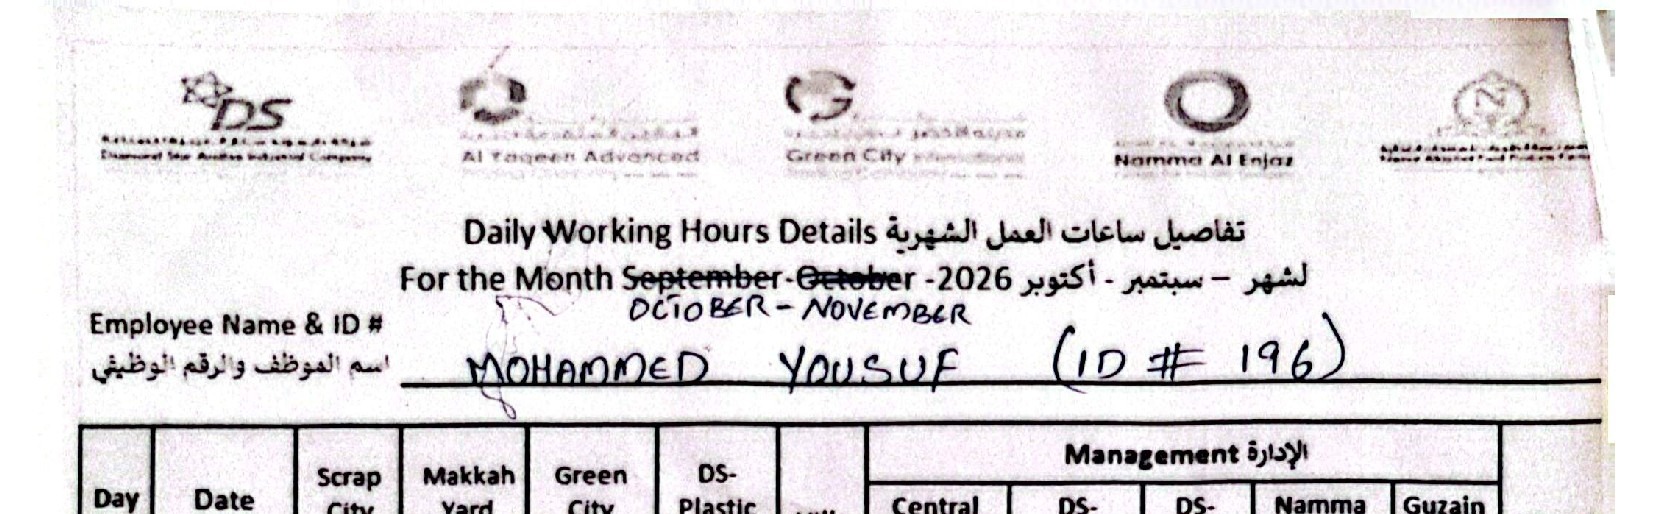 DS
Al Yaqeen Advanced
Green City International
Namma Al Enjaz
Daily Working Hours Details تفاصيل ساعات العمل الشهرية
For the Month September-October -2026 لشهر – سبتمبر - أكتوبر
OCTOBER - NOVEMBER
Employee Name & ID #
اسم الموظف والرقم الوظيفي
MOHAMMED YOUSUF (ID # 196)
Management الإدارة
Day Date Scrap City Makkah Yard Green City DS-Plastic Central DS- DS- Namma Guzain